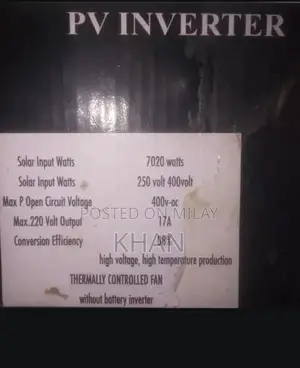 PV INVERTER
Solar Input Watts 7020 watts
Solar Input Watts 250 volt 400volt
Max P Open Circuit Voltage 400v-oc
POSTED ON MILAY
Max.220 Volt Output 17A
KHAN
Conversion Efficiency
high voltage, high temperature production
THERMALLY CONTROLLED FAN
without battery inverter